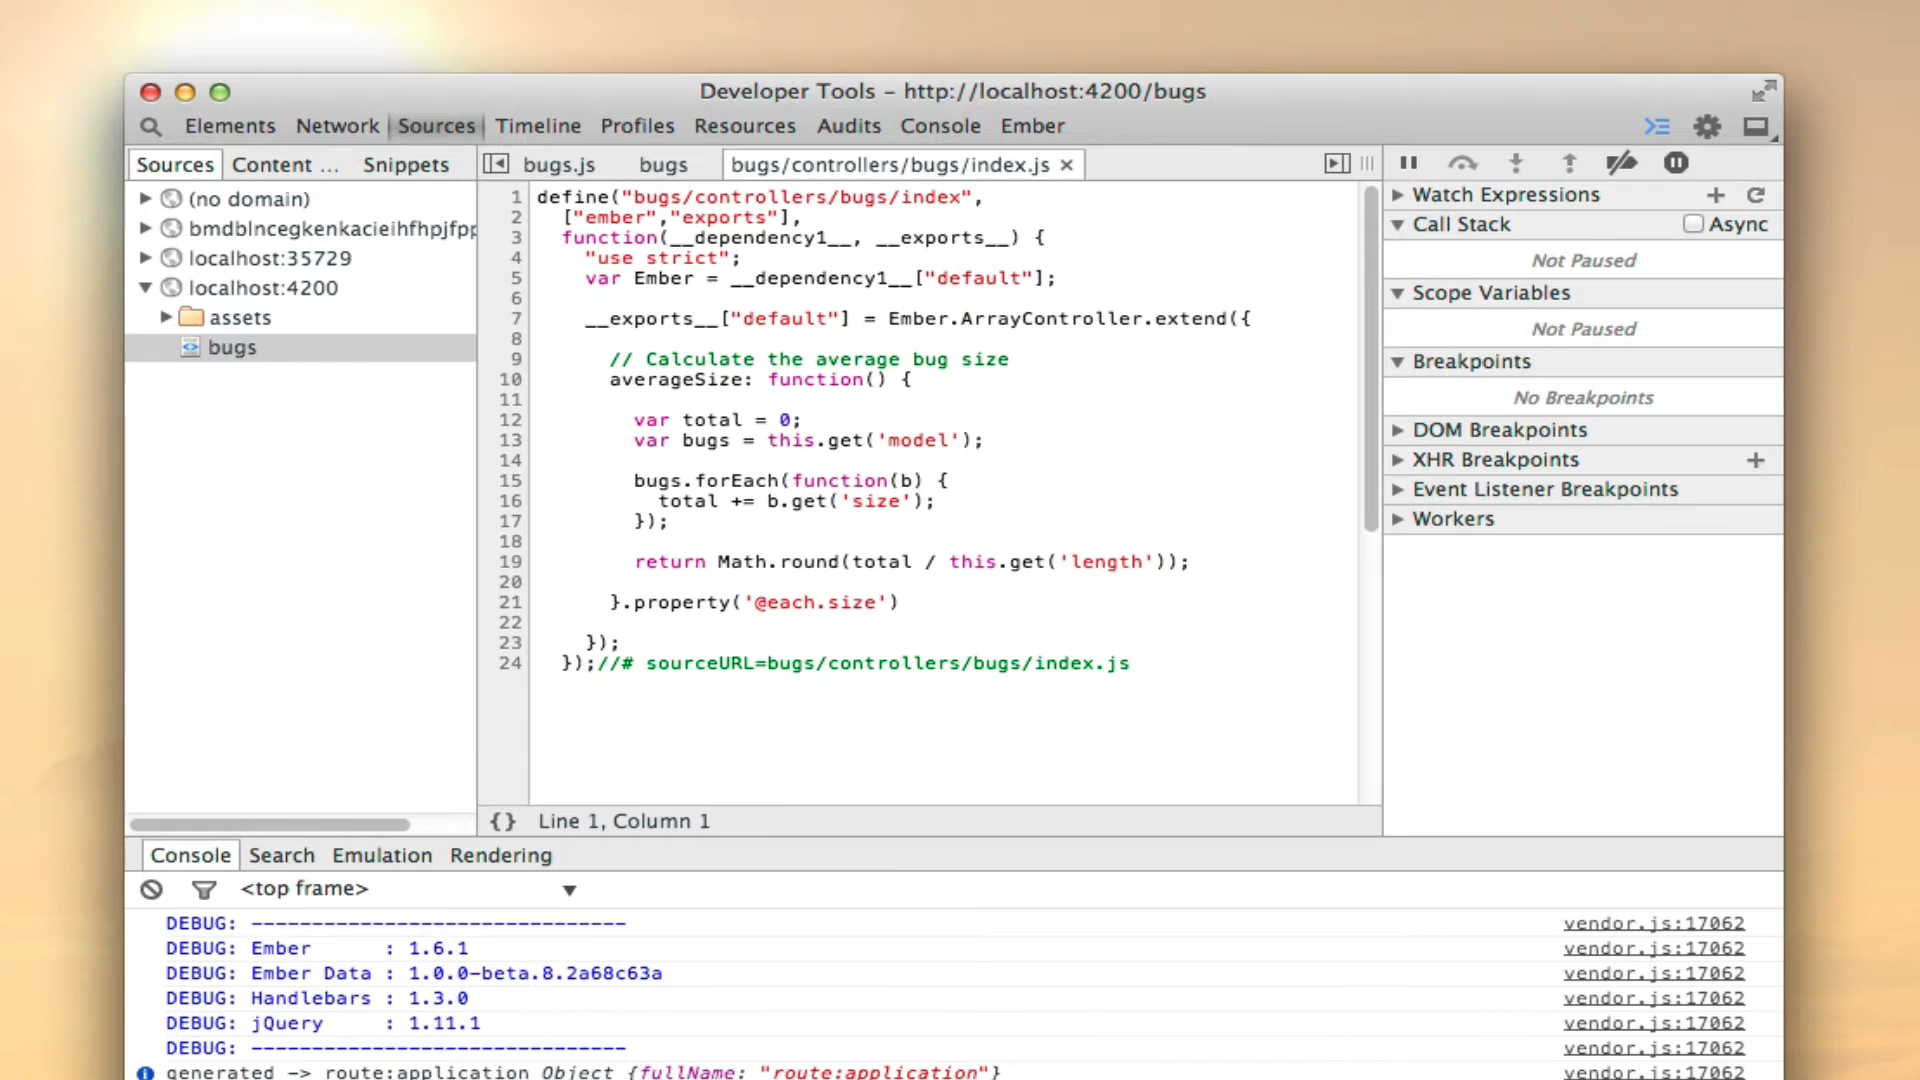 Developer Tools – http://localhost:4200/bugs
Elements Network Sources Timeline Profiles Resources Audits Console Ember
Sources Content ... Snippets
bugs.js bugs bugs/controllers/bugs/index.js ×
(no domain)
bmdblncegkenkacieihfhpjfpp
localhost:35729
localhost:4200
assets
bugs
1 define("bugs/controllers/bugs/index",
2 ["ember","exports"],
3 function(__dependency1__, __exports__) {
4 "use strict";
5 var Ember = __dependency1__["default"];
6
7 __exports__["default"] = Ember.ArrayController.extend({
8
9 // Calculate the average bug size
10 averageSize: function() {
11
12 var total = 0;
13 var bugs = this.get('model');
14
15 bugs.forEach(function(b) {
16 total += b.get('size');
17 });
18
19 return Math.round(total / this.get('length'));
20
21 }.property('@each.size')
22
23 });
24 });//# sourceURL=bugs/controllers/bugs/index.js
{} Line 1, Column 1
Watch Expressions
Call Stack Async
Not Paused
Scope Variables
Not Paused
Breakpoints
No Breakpoints
DOM Breakpoints
XHR Breakpoints
Event Listener Breakpoints
Workers
Console Search Emulation Rendering
<top frame>
DEBUG: ------------------------------- vendor.js:17062
DEBUG: Ember : 1.6.1 vendor.js:17062
DEBUG: Ember Data : 1.0.0-beta.8.2a68c63a vendor.js:17062
DEBUG: Handlebars : 1.3.0 vendor.js:17062
DEBUG: jQuery : 1.11.1 vendor.js:17062
DEBUG: ------------------------------- vendor.js:17062
generated -> route:application Object {fullName: "route:application"} vendor.js:17062